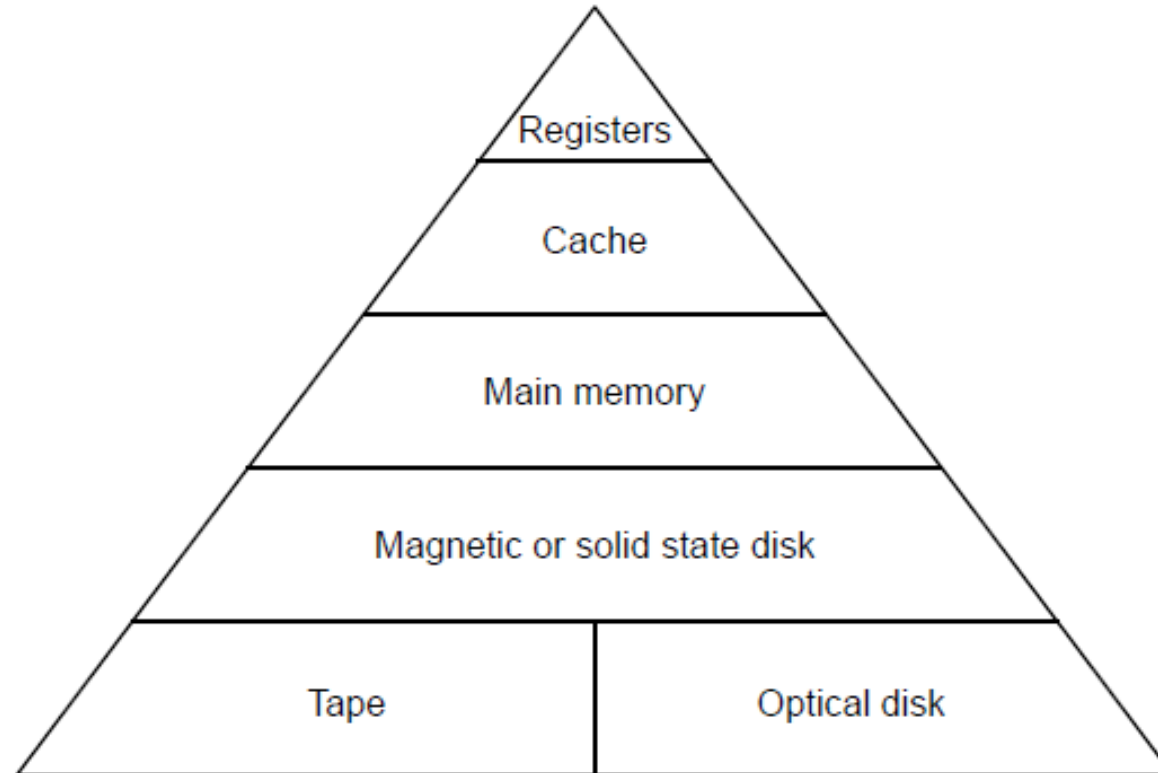 Registers
Cache
Main memory
Magnetic or solid state disk
Tape
Optical disk